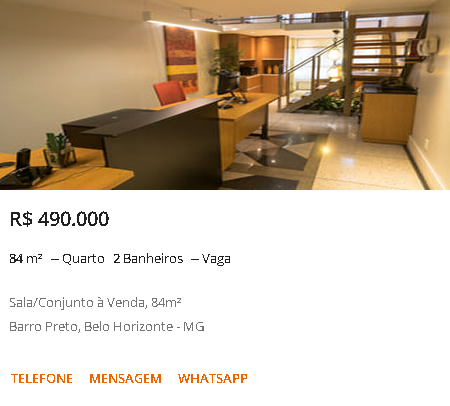 R$ 490.000
84 m² – Quarto 2 Banheiros – Vaga
Sala/Conjunto à Venda, 84m²
Barro Preto, Belo Horizonte - MG
TELEFONE MENSAGEM WHATSAPP